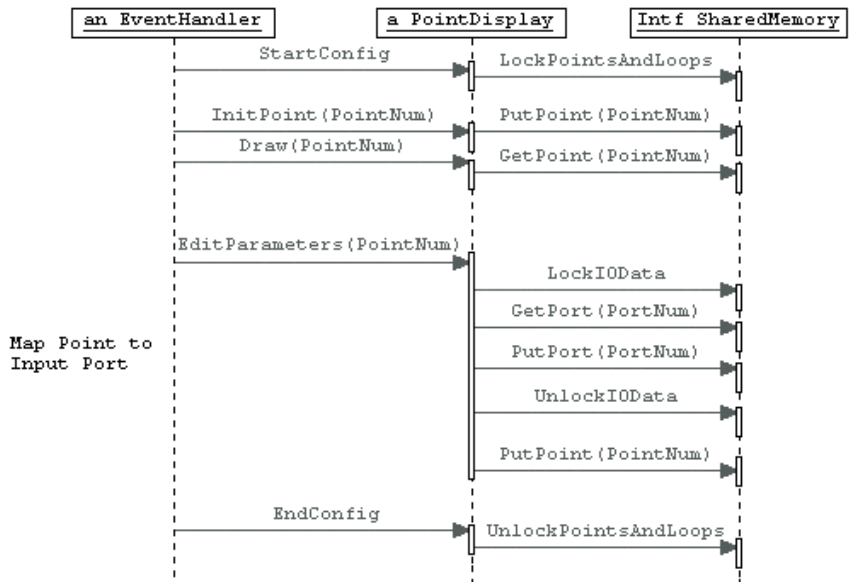 an EventHandler
a PointDisplay
Intf SharedMemory
StartConfig
LockPointsAndLoops
InitPoint(PointNum)
PutPoint(PointNum)
Draw(PointNum)
GetPoint(PointNum)
EditParameters(PointNum)
LockIOData
GetPort(PortNum)
Map Point to
Input Port
PutPort(PortNum)
UnlockIOData
PutPoint(PointNum)
EndConfig
UnlockPointsAndLoops